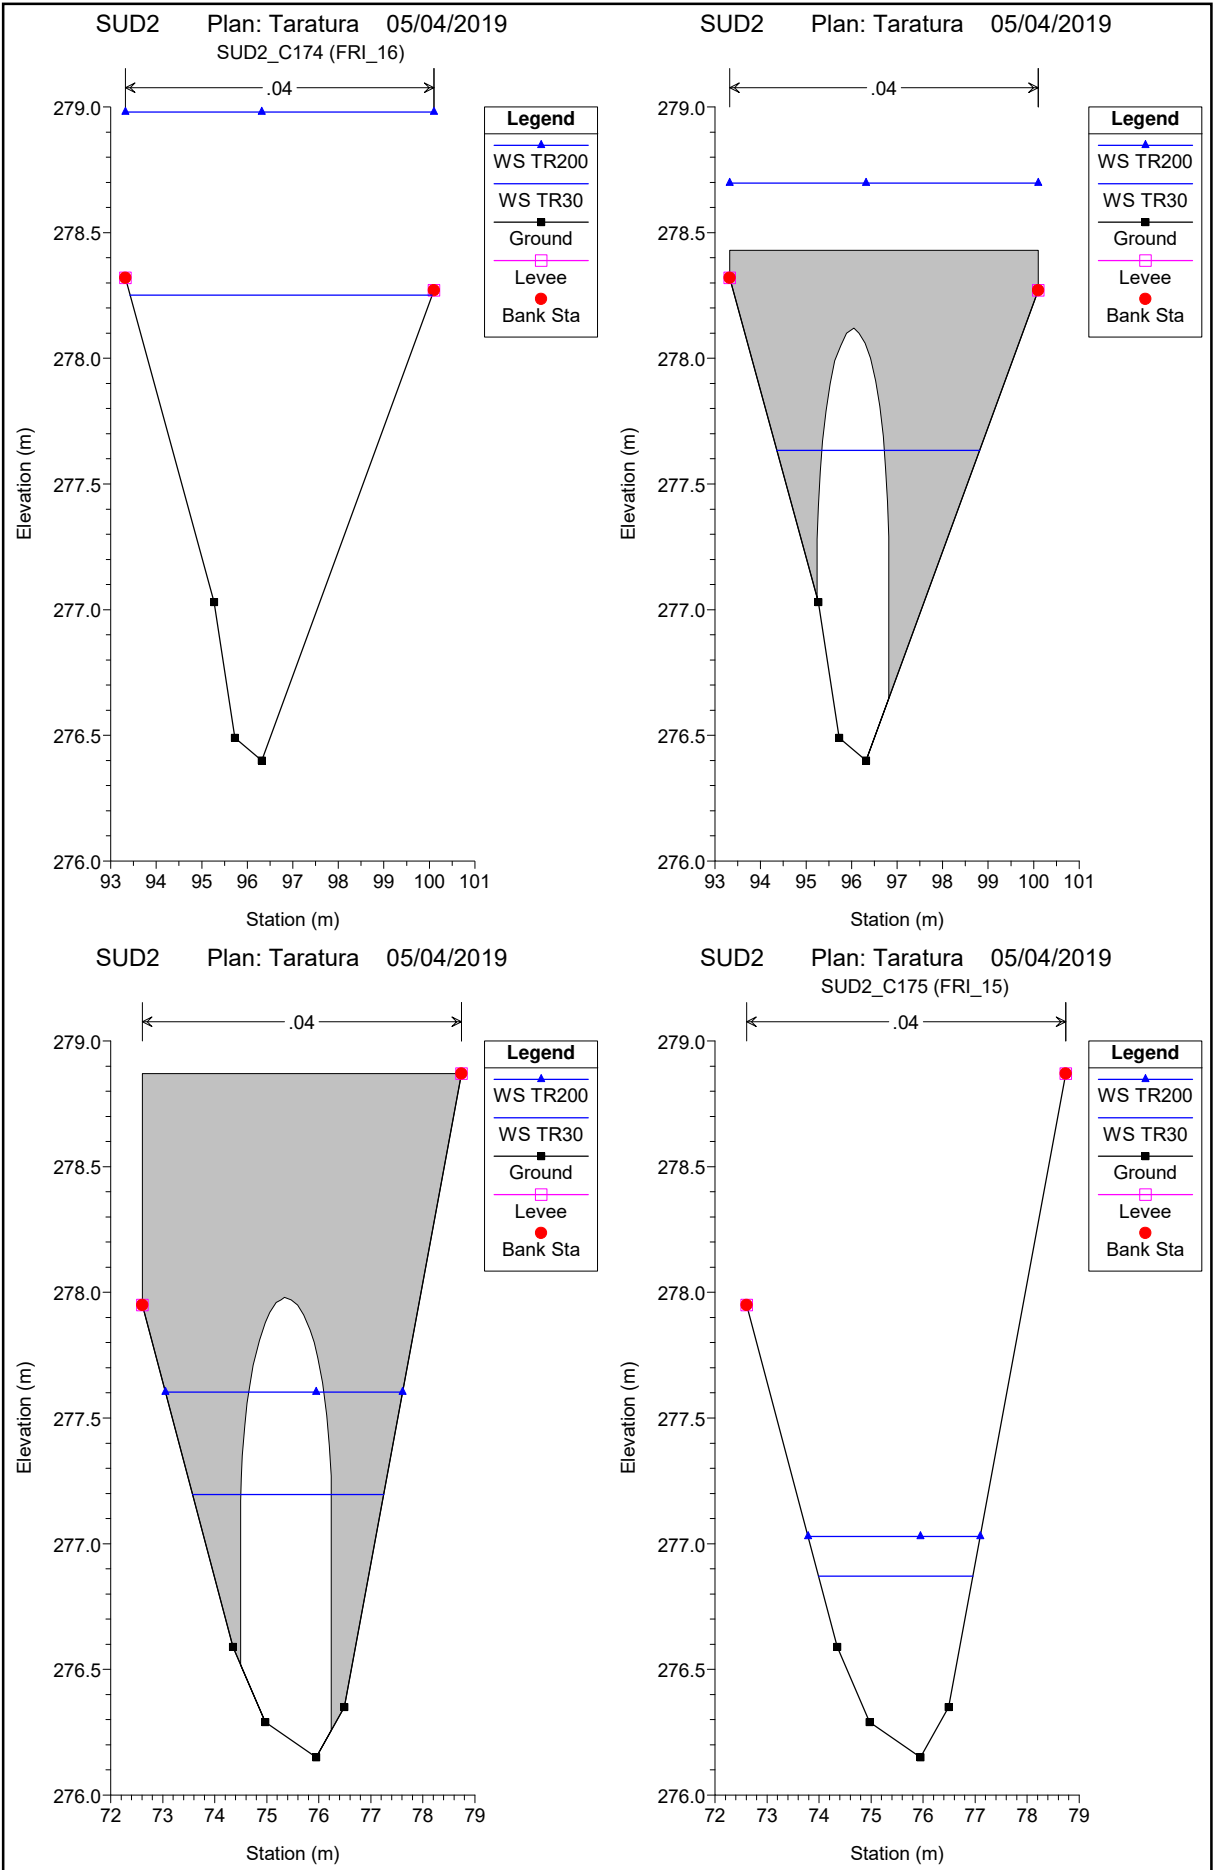 SUD2 Plan: Taratura 05/04/2019
SUD2_C174 (FRI_16)
.04
279.0
278.5
278.0
277.5
277.0
276.5
276.0
Elevation (m)
93 94 95 96 97 98 99 100 101
Station (m)
Legend
WS TR200
WS TR30
Ground
Levee
Bank Sta
SUD2 Plan: Taratura 05/04/2019
.04
279.0
278.5
278.0
277.5
277.0
276.5
276.0
Elevation (m)
93 94 95 96 97 98 99 100 101
Station (m)
Legend
WS TR200
WS TR30
Ground
Levee
Bank Sta
SUD2 Plan: Taratura 05/04/2019
.04
279.0
278.5
278.0
277.5
277.0
276.5
276.0
Elevation (m)
72 73 74 75 76 77 78 79
Station (m)
Legend
WS TR200
WS TR30
Ground
Levee
Bank Sta
SUD2 Plan: Taratura 05/04/2019
SUD2_C175 (FRI_15)
.04
279.0
278.5
278.0
277.5
277.0
276.5
276.0
Elevation (m)
72 73 74 75 76 77 78 79
Station (m)
Legend
WS TR200
WS TR30
Ground
Levee
Bank Sta